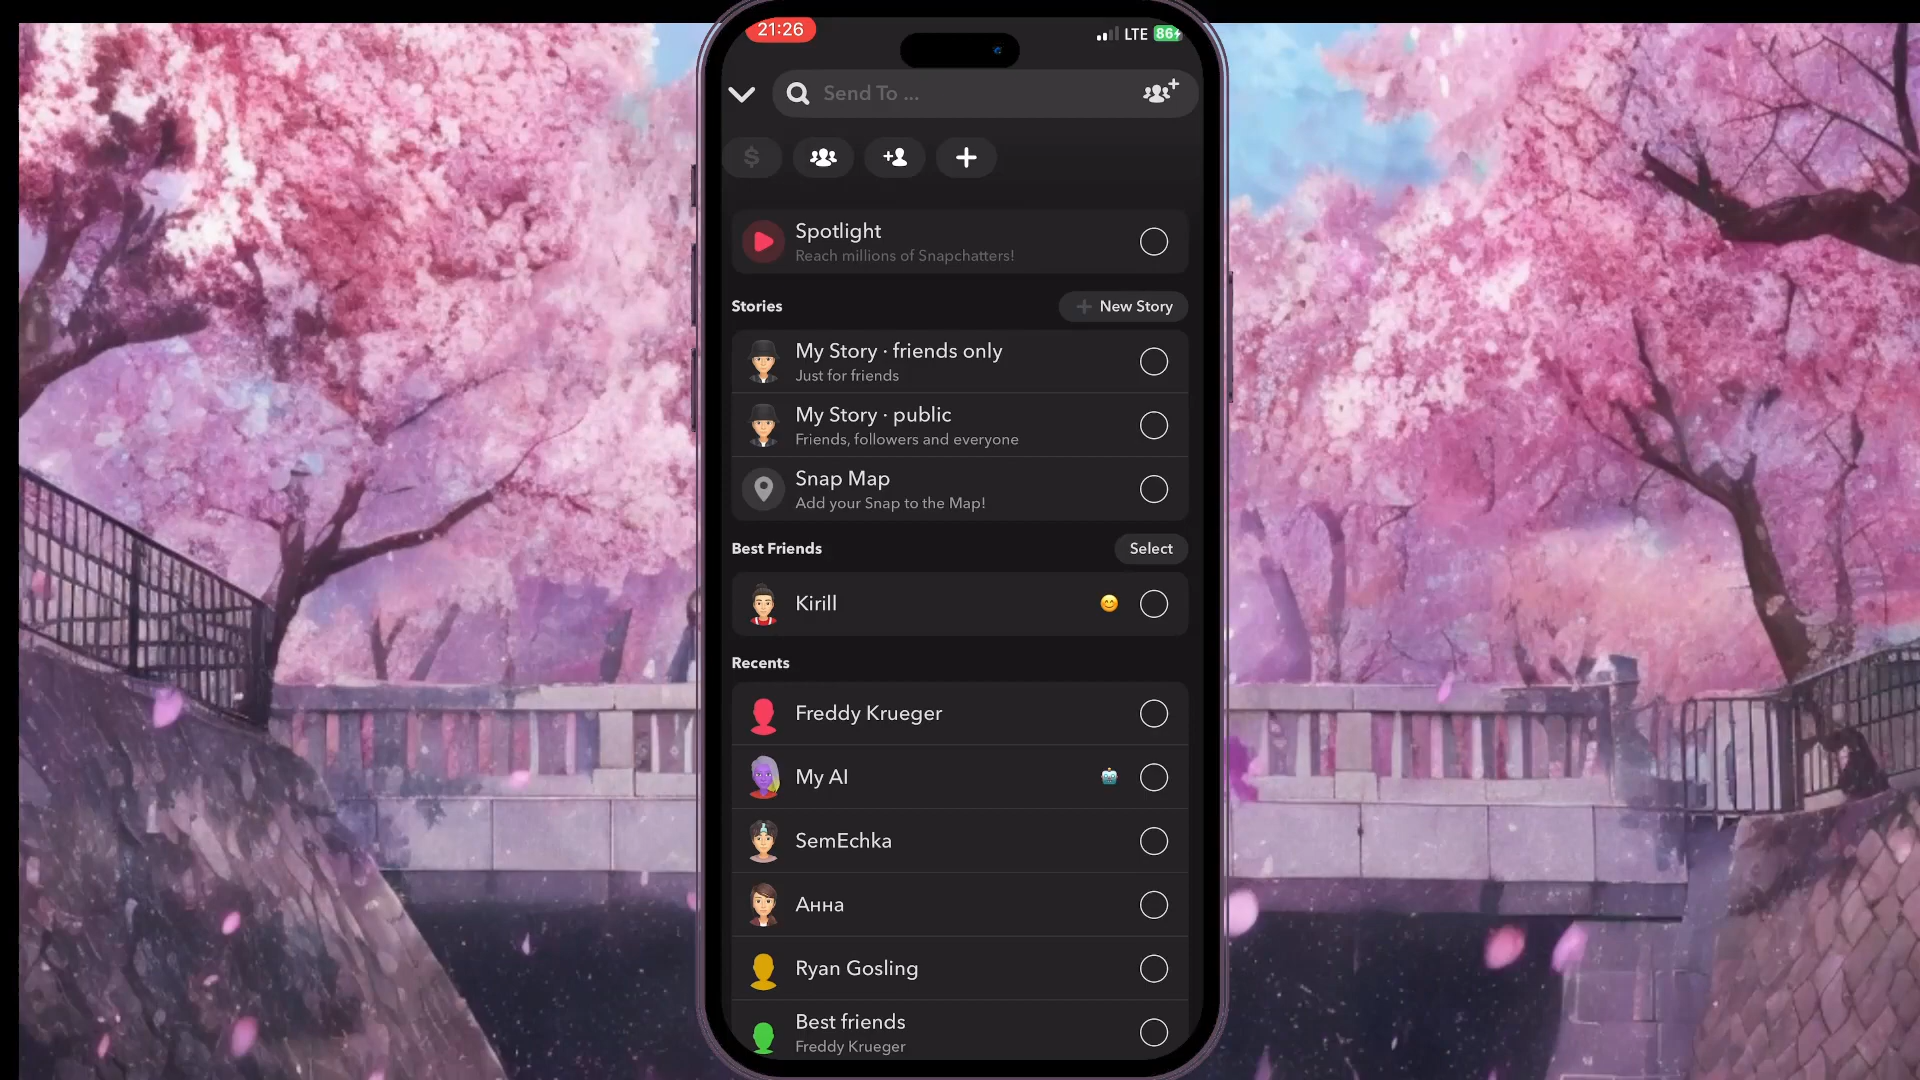 21:26
LTE 86
Send To ...
$
Spotlight
Reach millions of Snapchatters!
Stories
+ New Story
My Story · friends only
Just for friends
My Story · public
Friends, followers and everyone
Snap Map
Add your Snap to the Map!
Best Friends
Select
Kirill
Recents
Freddy Krueger
My AI
SemEchka
Анна
Ryan Gosling
Best friends
Freddy Krueger